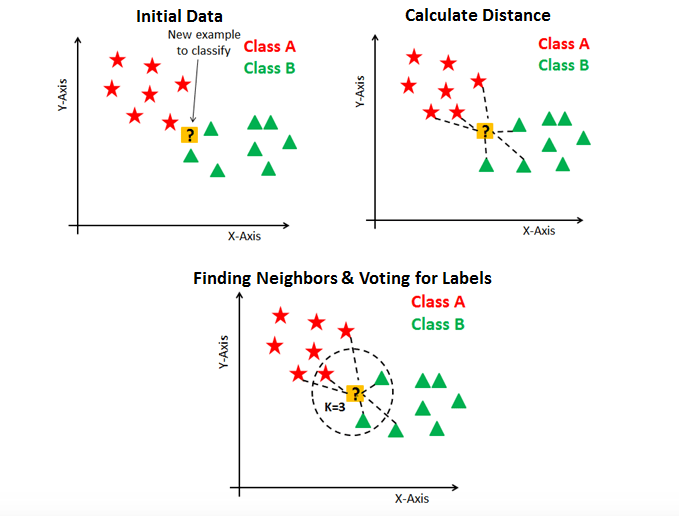 Initial Data
New example
to classify
Class A
Class B
Y-Axis
?
X-Axis
Calculate Distance
Class A
Class B
Y-Axis
?
X-Axis
Finding Neighbors & Voting for Labels
Class A
Class B
Y-Axis
?
K=3
X-Axis